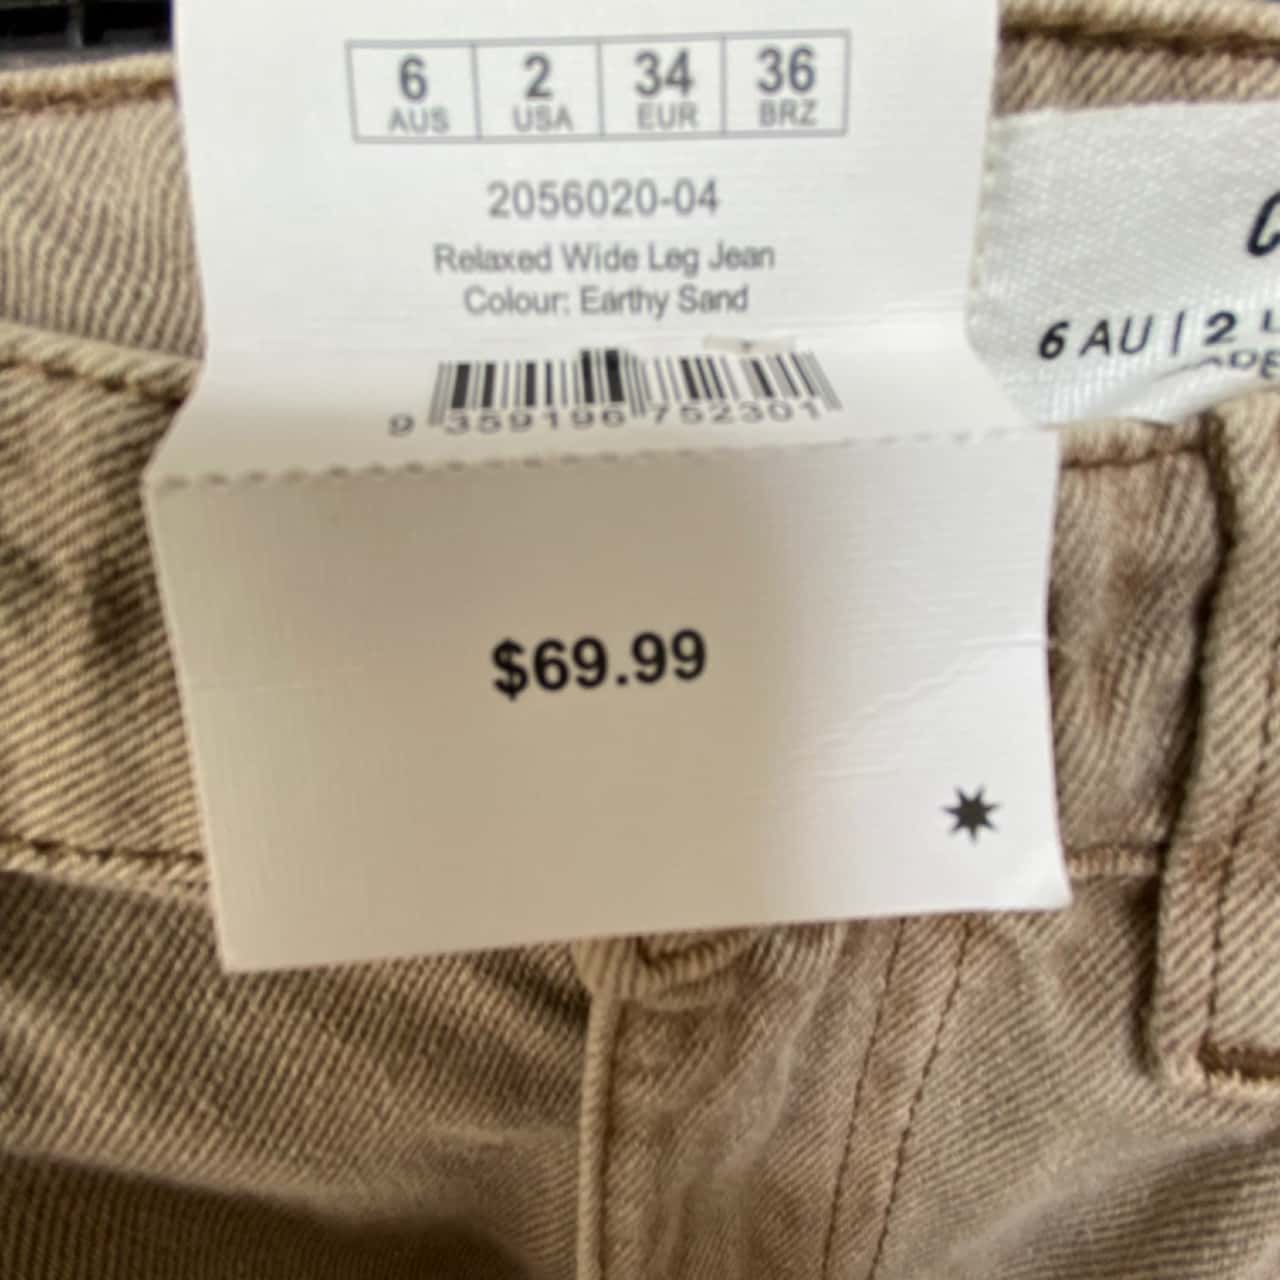 6 2 34 36
AUS USA EUR BRZ
2056020-04
Relaxed Wide Leg Jean
Colour: Earthy Sand
9 359196 752301
$69.99
6 AU | 2